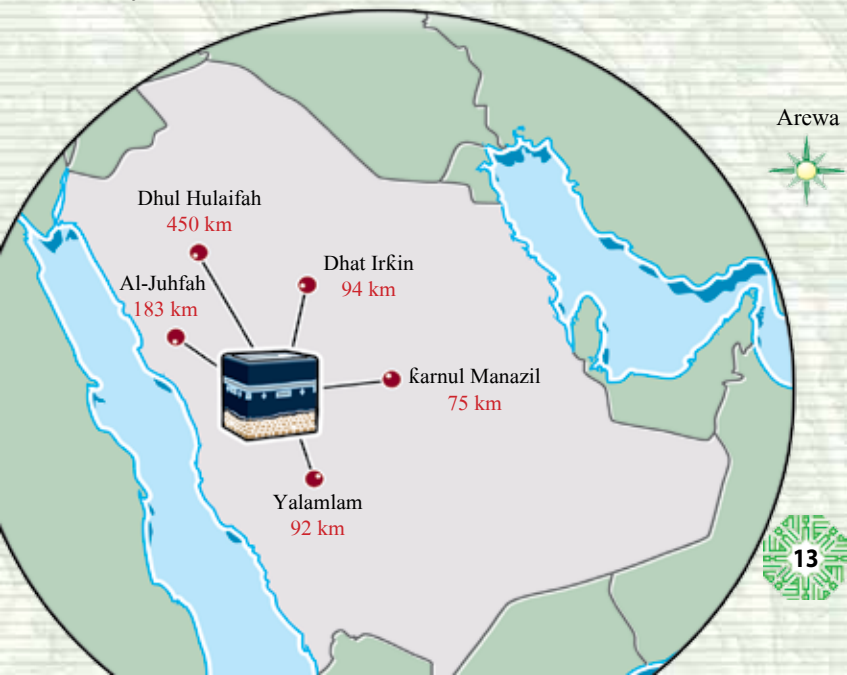 Arewa
Dhul Hulaifah
450 km
Dhat Irƙin
94 km
Al-Juhfah
183 km
ƙarnul Manazil
75 km
Yalamlam
92 km
13